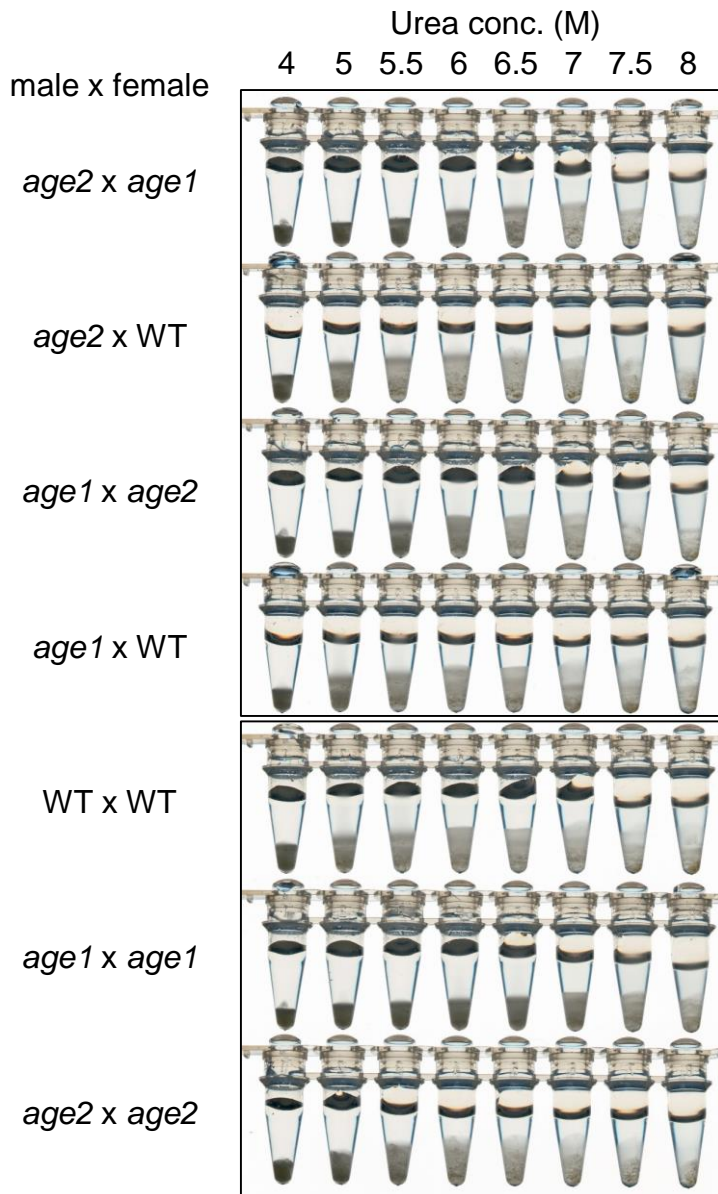 Urea conc. (M)
4 5 5.5 6 6.5 7 7.5 8
male x female
age2 x age1
age2 x WT
age1 x age2
age1 x WT
WT x WT
age1 x age1
age2 x age2